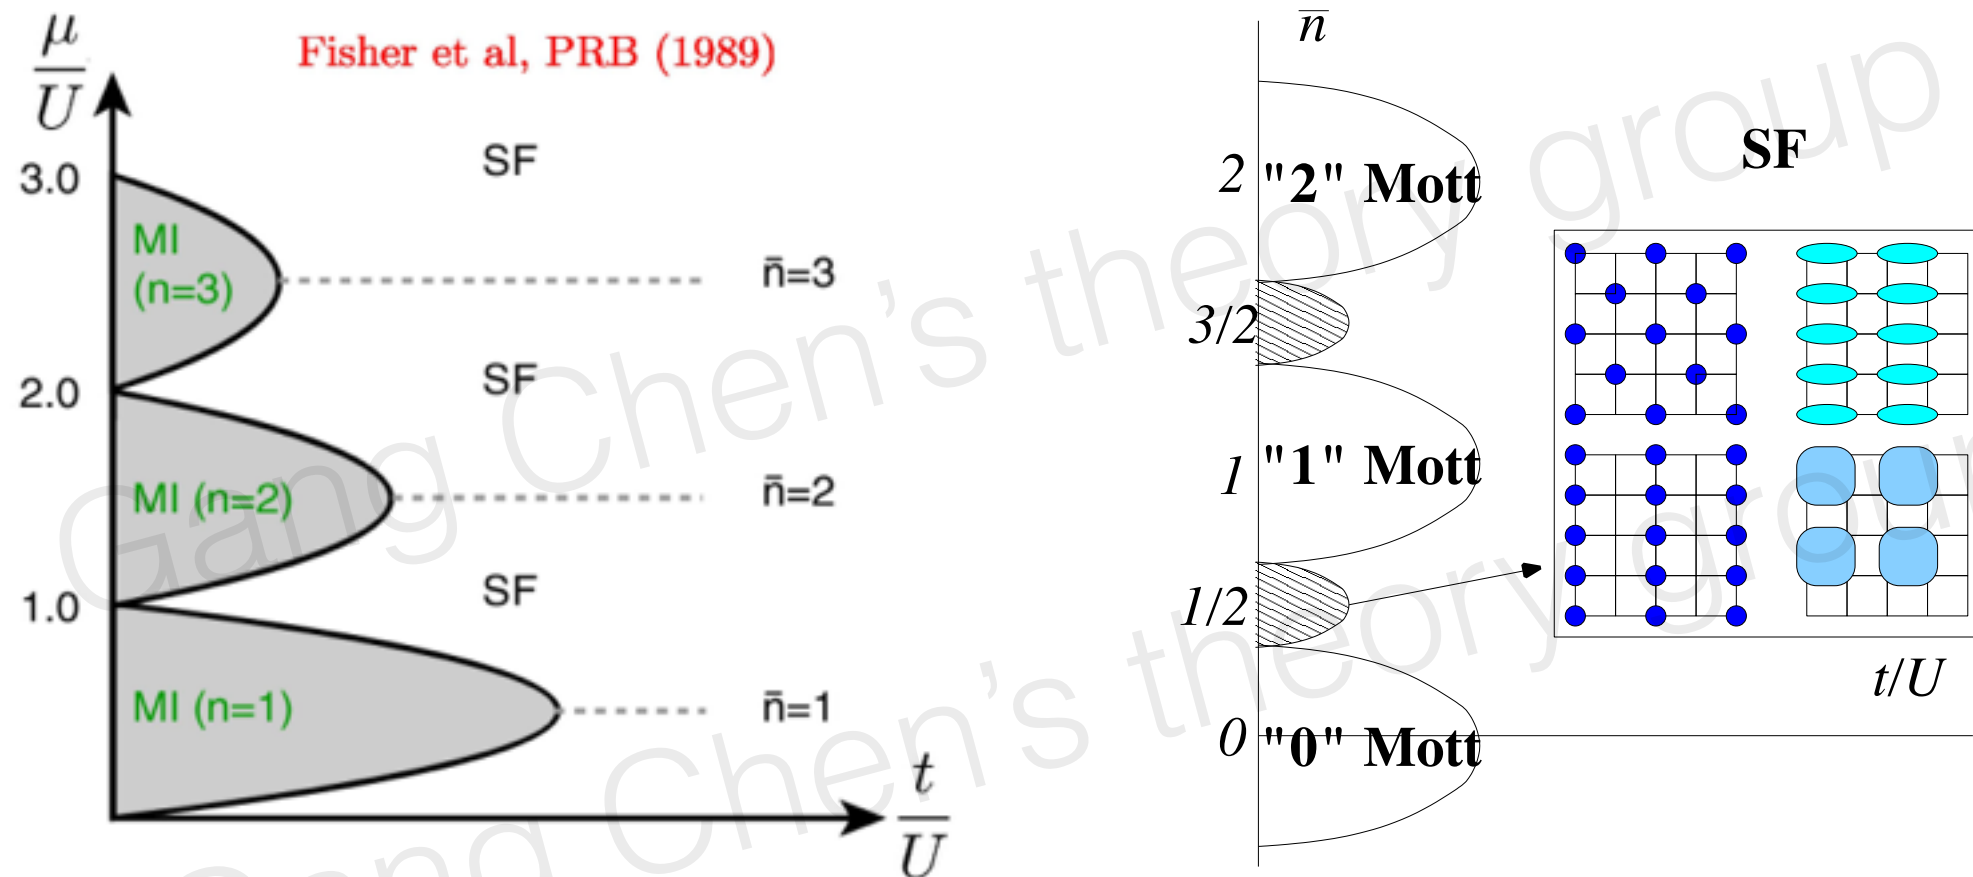 μ/U
Fisher et al, PRB (1989)
3.0
SF
MI
(n=3)
n̄=3
2.0
SF
MI (n=2)
n̄=2
1.0
SF
MI (n=1)
n̄=1
t/U
n̄
2
"2" Mott
SF
3/2
1
"1" Mott
1/2
t/U
0
"0" Mott
Gang Chen's theory group
Gang Chen's theory group